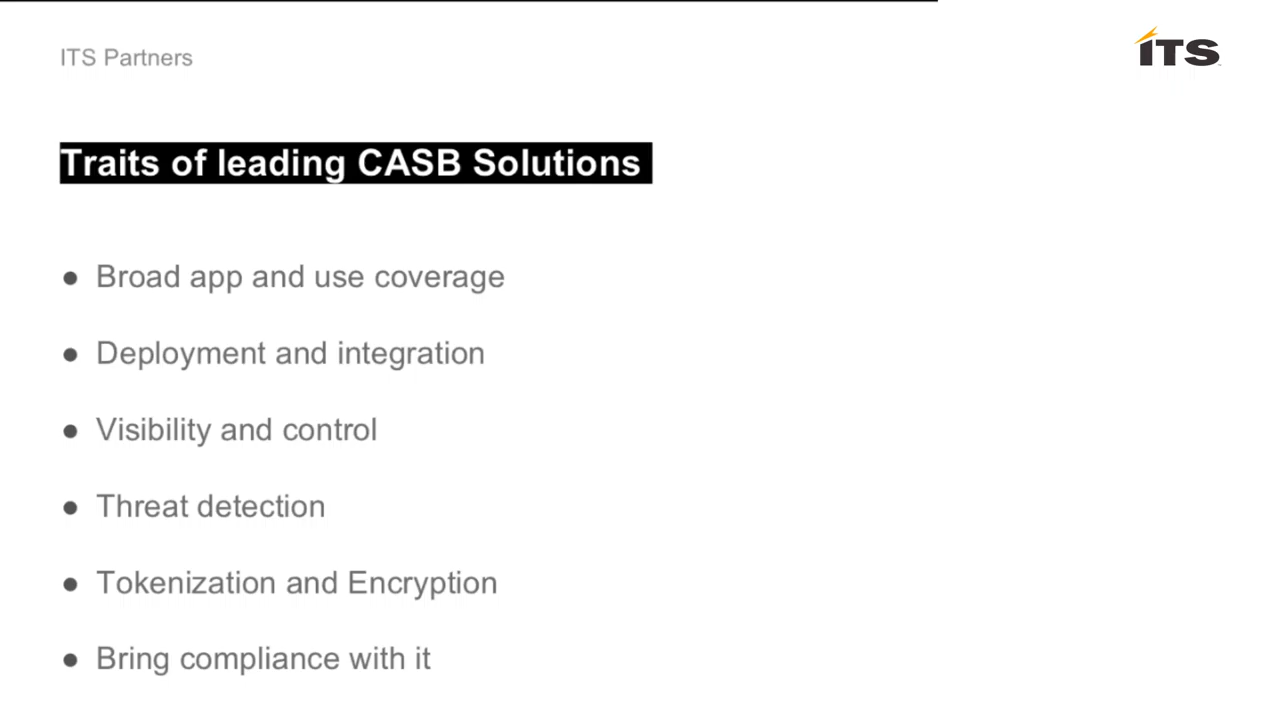 ITS Partners
ITS
Traits of leading CASB Solutions
● Broad app and use coverage
● Deployment and integration
● Visibility and control
● Threat detection
● Tokenization and Encryption
● Bring compliance with it